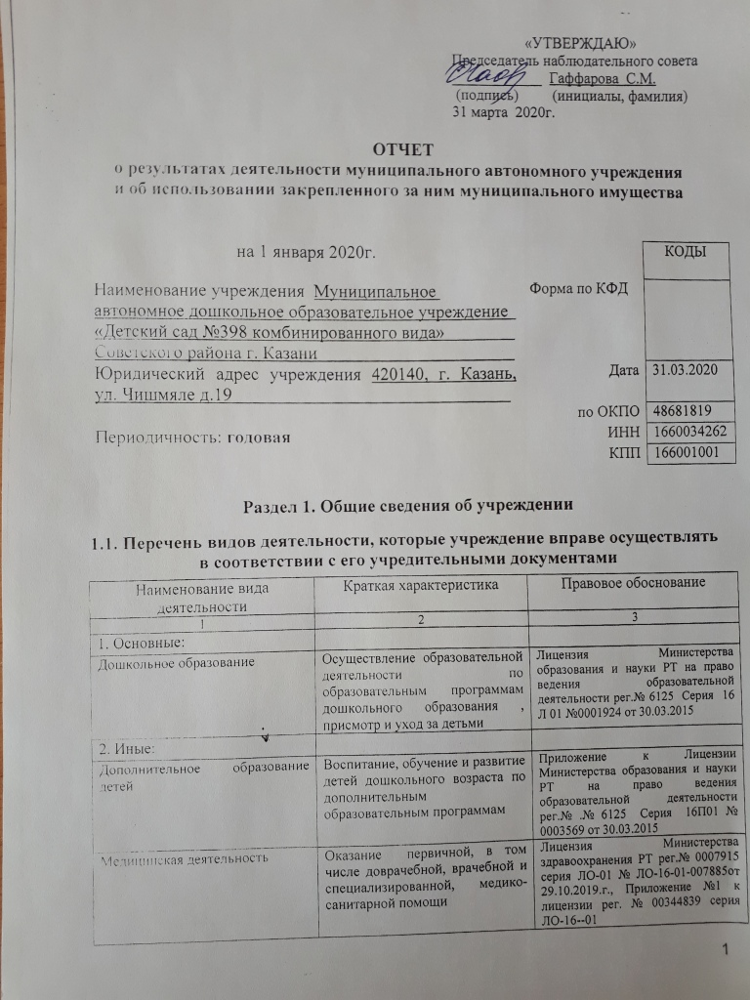 «УТВЕРЖДАЮ»
Председатель наблюдательного совета
Гаффарова С.М.
(подпись) (инициалы, фамилия)
31 марта 2020г.
ОТЧЕТ
о результатах деятельности муниципального автономного учреждения
и об использовании закрепленного за ним муниципального имущества
на 1 января 2020г.
КОДЫ
Наименование учреждения Муниципальное
Форма по КФД
автономное дошкольное образовательное учреждение
«Детский сад №398 комбинированного вида»
Советского района г. Казани
Юридический адрес учреждения 420140, г. Казань,
Дата 31.03.2020
ул. Чишмяле д.19
по ОКПО 48681819
Периодичность: годовая
ИНН 1660034262
КПП 166001001
Раздел 1. Общие сведения об учреждении
1.1. Перечень видов деятельности, которые учреждение вправе осуществлять
в соответствии с его учредительными документами
Наименование вида
деятельности
Краткая характеристика
Правовое обоснование
1
2
3
1. Основные:
Дошкольное образование
Осуществление образовательной
деятельности по
образовательным программам
дошкольного образования ,
присмотр и уход за детьми
Лицензия Министерства
образования и науки РТ на право
ведения образовательной
деятельности рег.№ 6125 Серия 16
Л 01 №0001924 от 30.03.2015
2. Иные:
Дополнительное образование
детей
Воспитание, обучение и развитие
детей дошкольного возраста по
дополнительным
образовательным программам
Приложение к Лицензии
Министерства образования и науки
РТ на право ведения
образовательной деятельности
рег.№ .№ 6125 Серия 16П01 №
0003569 от 30.03.2015
Медицинская деятельность
Оказание первичной, в том
числе доврачебной, врачебной и
специализированной, медико-
санитарной помощи
Лицензия Министерства
здравоохранения РТ рег.№ 0007915
серия ЛО-01 № ЛО-16-01-007885от
29.10.2019.г., Приложение №1 к
лицензии рег. № 00344839 серия
ЛО-16--01
1